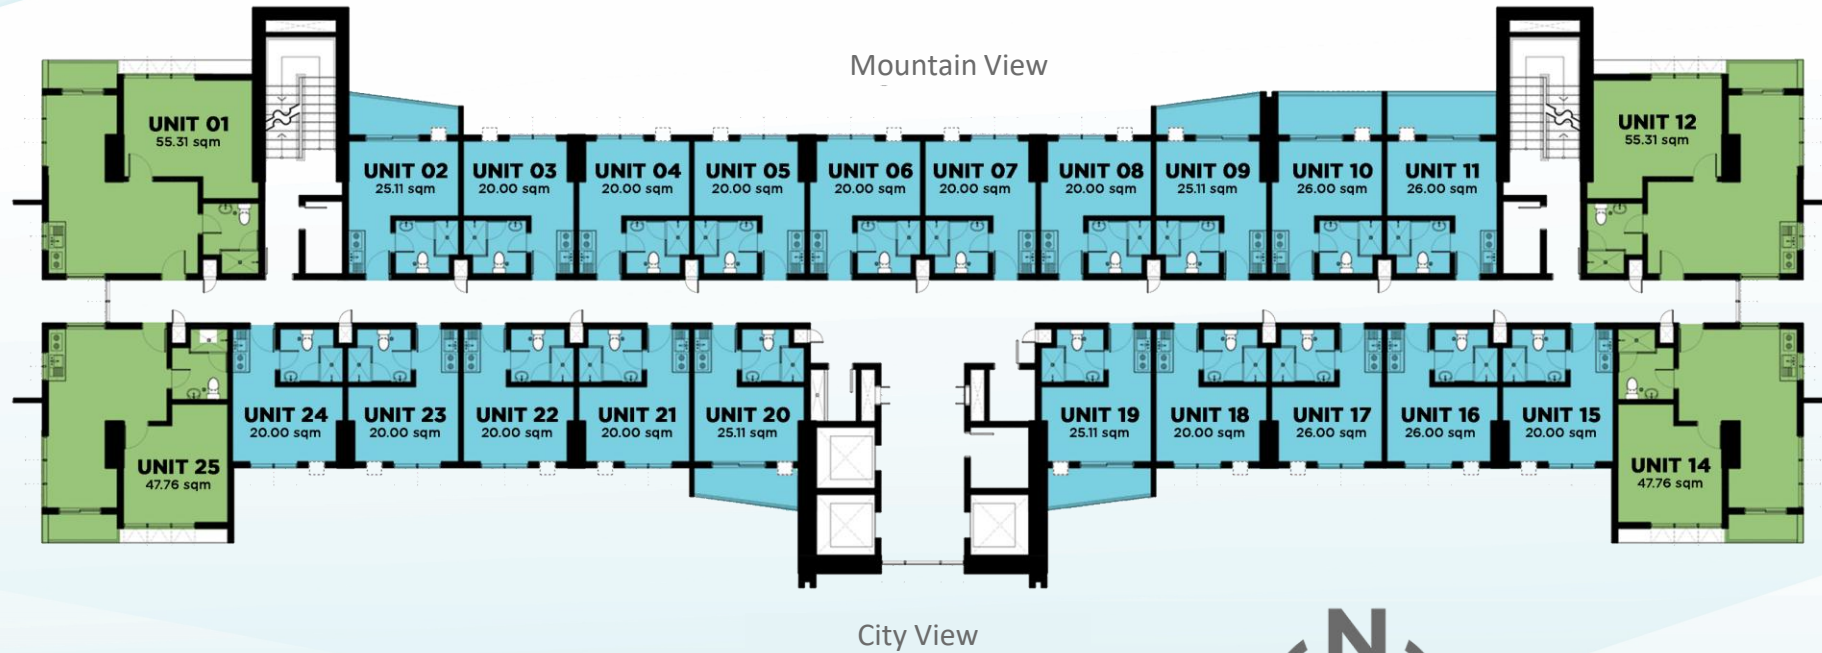 Mountain View
UNIT 01
55.31 sqm
UNIT 12
55.31 sqm
UNIT 02
25.11 sqm
UNIT 03
20.00 sqm
UNIT 04
20.00 sqm
UNIT 05
20.00 sqm
UNIT 06
20.00 sqm
UNIT 07
20.00 sqm
UNIT 08
20.00 sqm
UNIT 09
25.11 sqm
UNIT 10
26.00 sqm
UNIT 11
26.00 sqm
UNIT 24
20.00 sqm
UNIT 23
20.00 sqm
UNIT 22
20.00 sqm
UNIT 21
20.00 sqm
UNIT 20
25.11 sqm
UNIT 19
25.11 sqm
UNIT 18
20.00 sqm
UNIT 17
26.00 sqm
UNIT 16
26.00 sqm
UNIT 15
20.00 sqm
UNIT 25
47.76 sqm
UNIT 14
47.76 sqm
City View
N